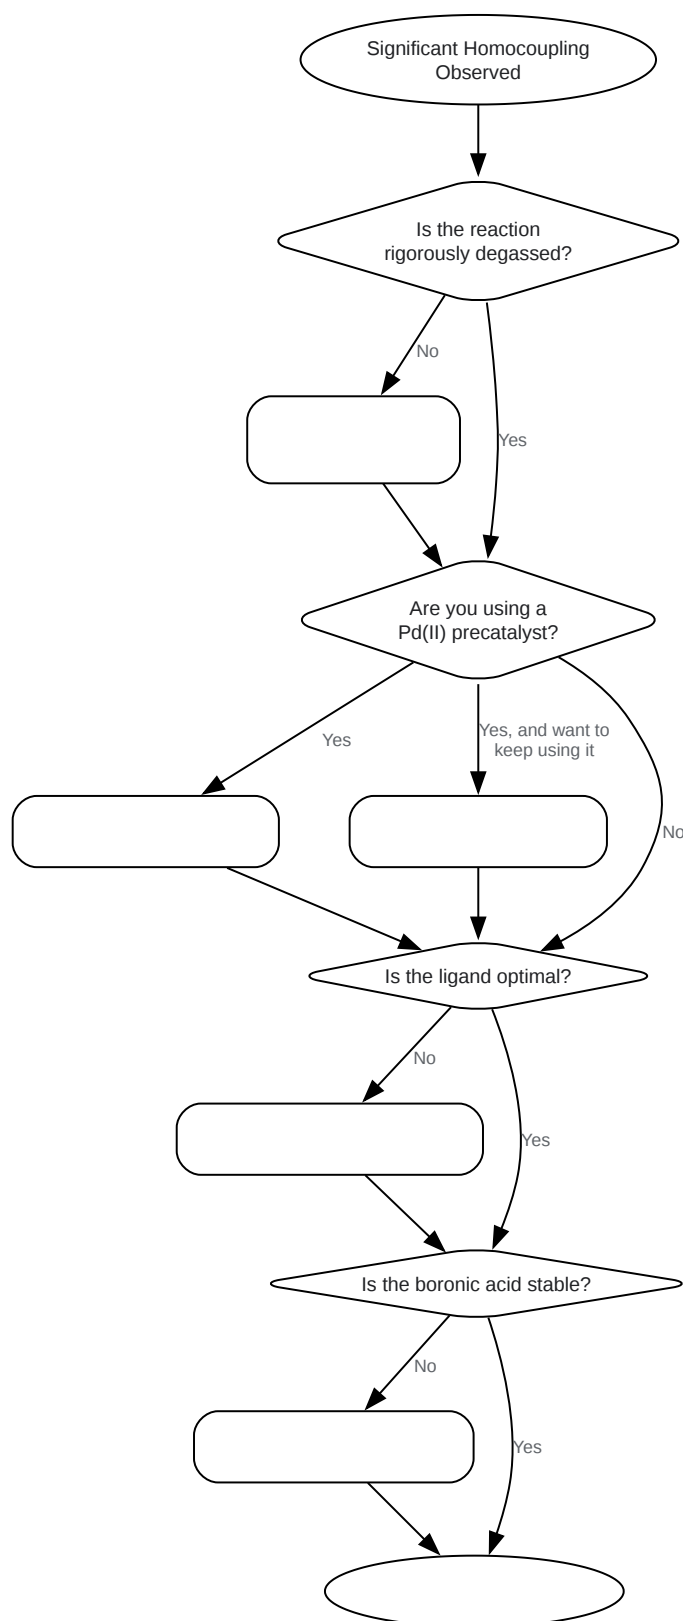 Significant Homocoupling
Observed
Is the reaction
rigorously degassed?
No
Yes
Are you using a
Pd(II) precatalyst?
Yes
Yes, and want to
keep using it
No
Is the ligand optimal?
No
Yes
Is the boronic acid stable?
No
Yes